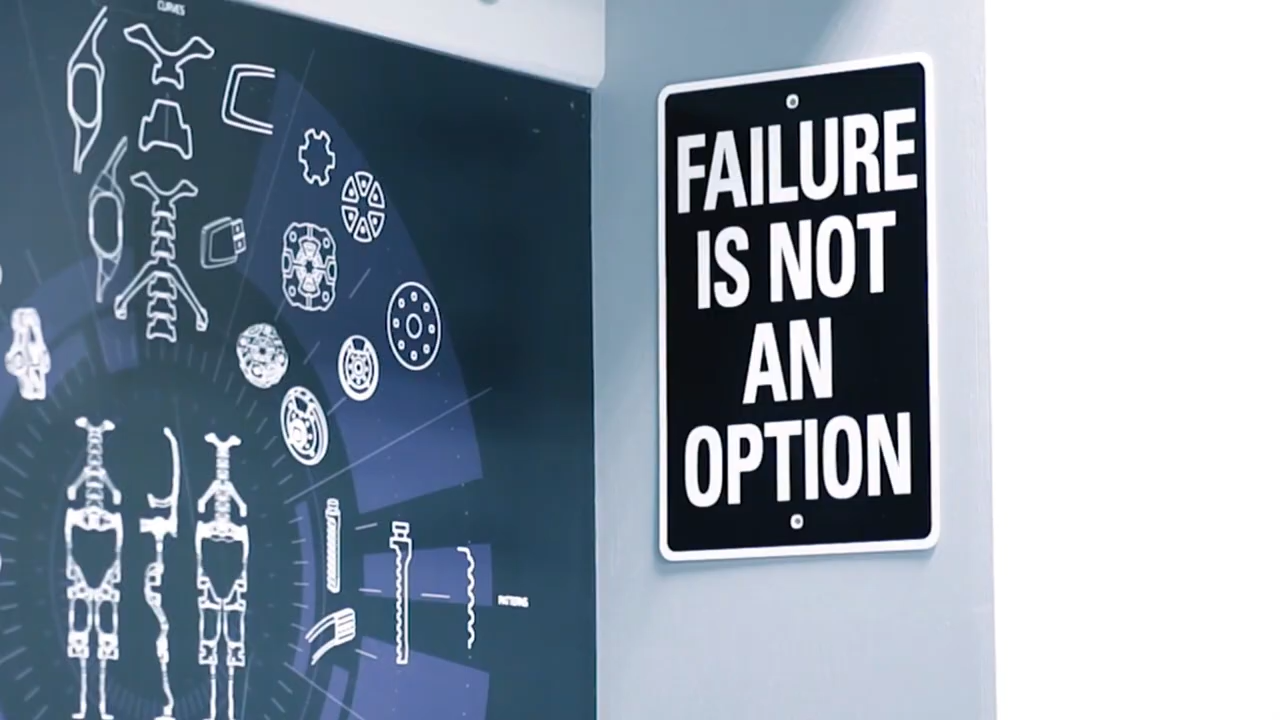 CURVES
FAILURE
IS NOT
AN
OPTION
PATTERNS